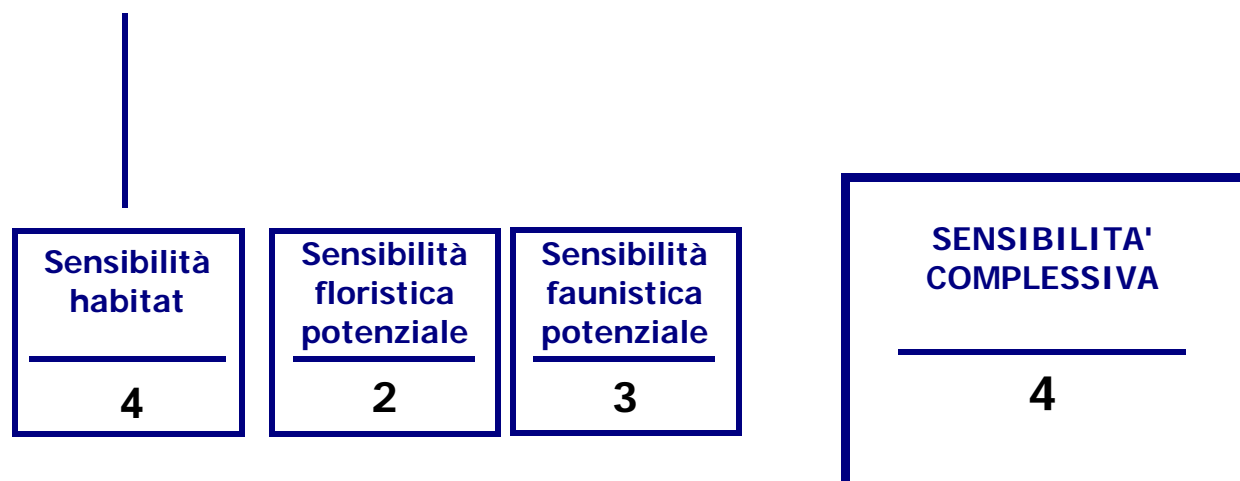 Sensibilità
habitat
4
Sensibilità
floristica
potenziale
2
Sensibilità
faunistica
potenziale
3
SENSIBILITA'
COMPLESSIVA
4